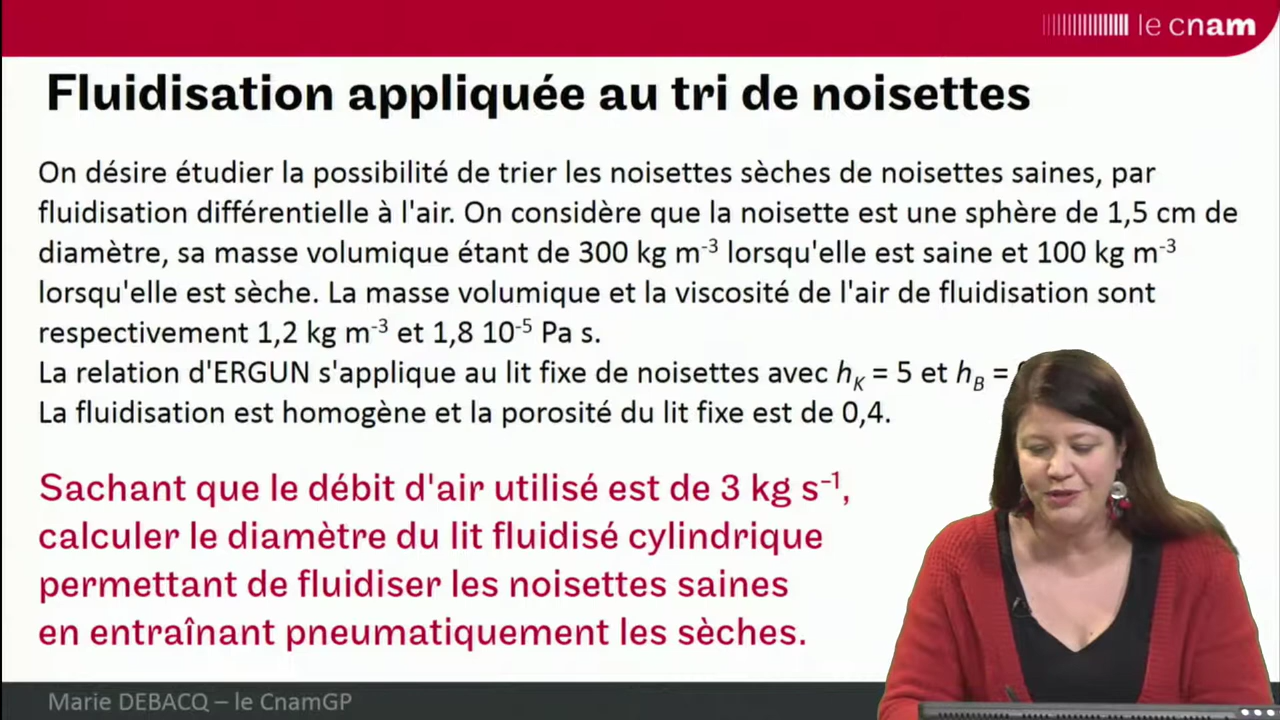 le cnam
Fluidisation appliquée au tri de noisettes
On désire étudier la possibilité de trier les noisettes sèches de noisettes saines, par
fluidisation différentielle à l'air. On considère que la noisette est une sphère de 1,5 cm de
diamètre, sa masse volumique étant de 300 kg m⁻³ lorsqu'elle est saine et 100 kg m⁻³
lorsqu'elle est sèche. La masse volumique et la viscosité de l'air de fluidisation sont
respectivement 1,2 kg m⁻³ et 1,8 10⁻⁵ Pa s.
La relation d'ERGUN s'applique au lit fixe de noisettes avec hK = 5 et hB =
La fluidisation est homogène et la porosité du lit fixe est de 0,4.
Sachant que le débit d'air utilisé est de 3 kg s⁻¹,
calculer le diamètre du lit fluidisé cylindrique
permettant de fluidiser les noisettes saines
en entraînant pneumatiquement les sèches.
Marie DEBACQ – le CnamGP